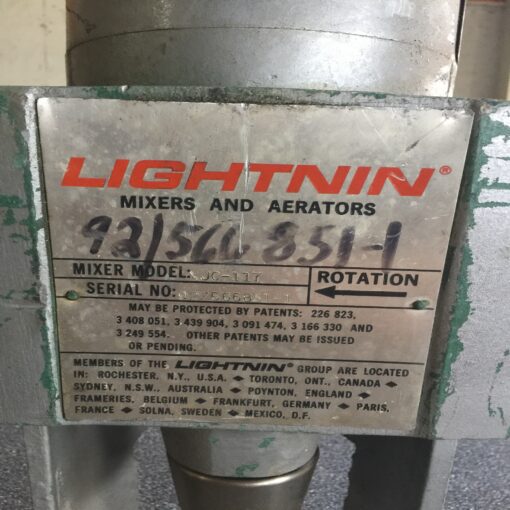 LIGHTNIN®
MIXERS AND AERATORS
92/566 851-1
MIXER MODEL:
ROTATION
SERIAL NO:
MAY BE PROTECTED BY PATENTS: 226 823,
3 408 051, 3 439 904, 3 091 474, 3 166 330 AND
3 249 554. OTHER PATENTS MAY BE ISSUED
OR PENDING.
MEMBERS OF THE LIGHTNIN® GROUP ARE LOCATED
IN: ROCHESTER, N.Y., U.S.A. ◆ TORONTO, ONT., CANADA ◆
SYDNEY, N.S.W., AUSTRALIA ◆ POYNTON, ENGLAND ◆
FRAMERIES, BELGIUM ◆ FRANKFURT, GERMANY ◆ PARIS,
FRANCE ◆ SOLNA, SWEDEN ◆ MEXICO, D.F.